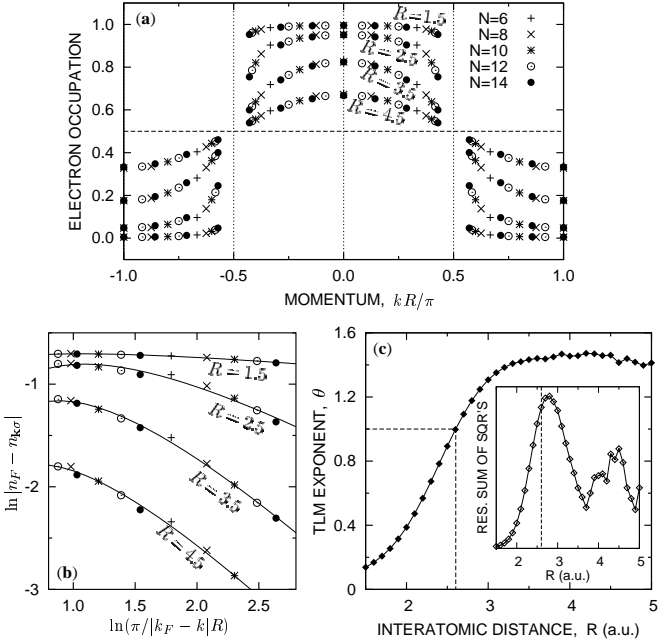 (a)
R=1.5
R=2.5
R=3.5
R=4.5
N=6
N=8
N=10
N=12
N=14
ELECTRON OCCUPATION
1.0
0.8
0.6
0.4
0.2
0.0
-1.0
-0.5
0.0
0.5
1.0
MOMENTUM, kR/π
(b)
ln |n_F − n_kσ|
-1
-2
-3
R=1.5
R=2.5
R=3.5
R=4.5
1.0
1.5
2.0
2.5
ln(π/|k_F − k|R)
(c)
TLM EXPONENT, θ
1.6
1.2
0.8
0.4
0
2
3
4
5
INTERATOMIC DISTANCE, R (a.u.)
RES. SUM OF SQR'S
2
3
4
5
R (a.u.)